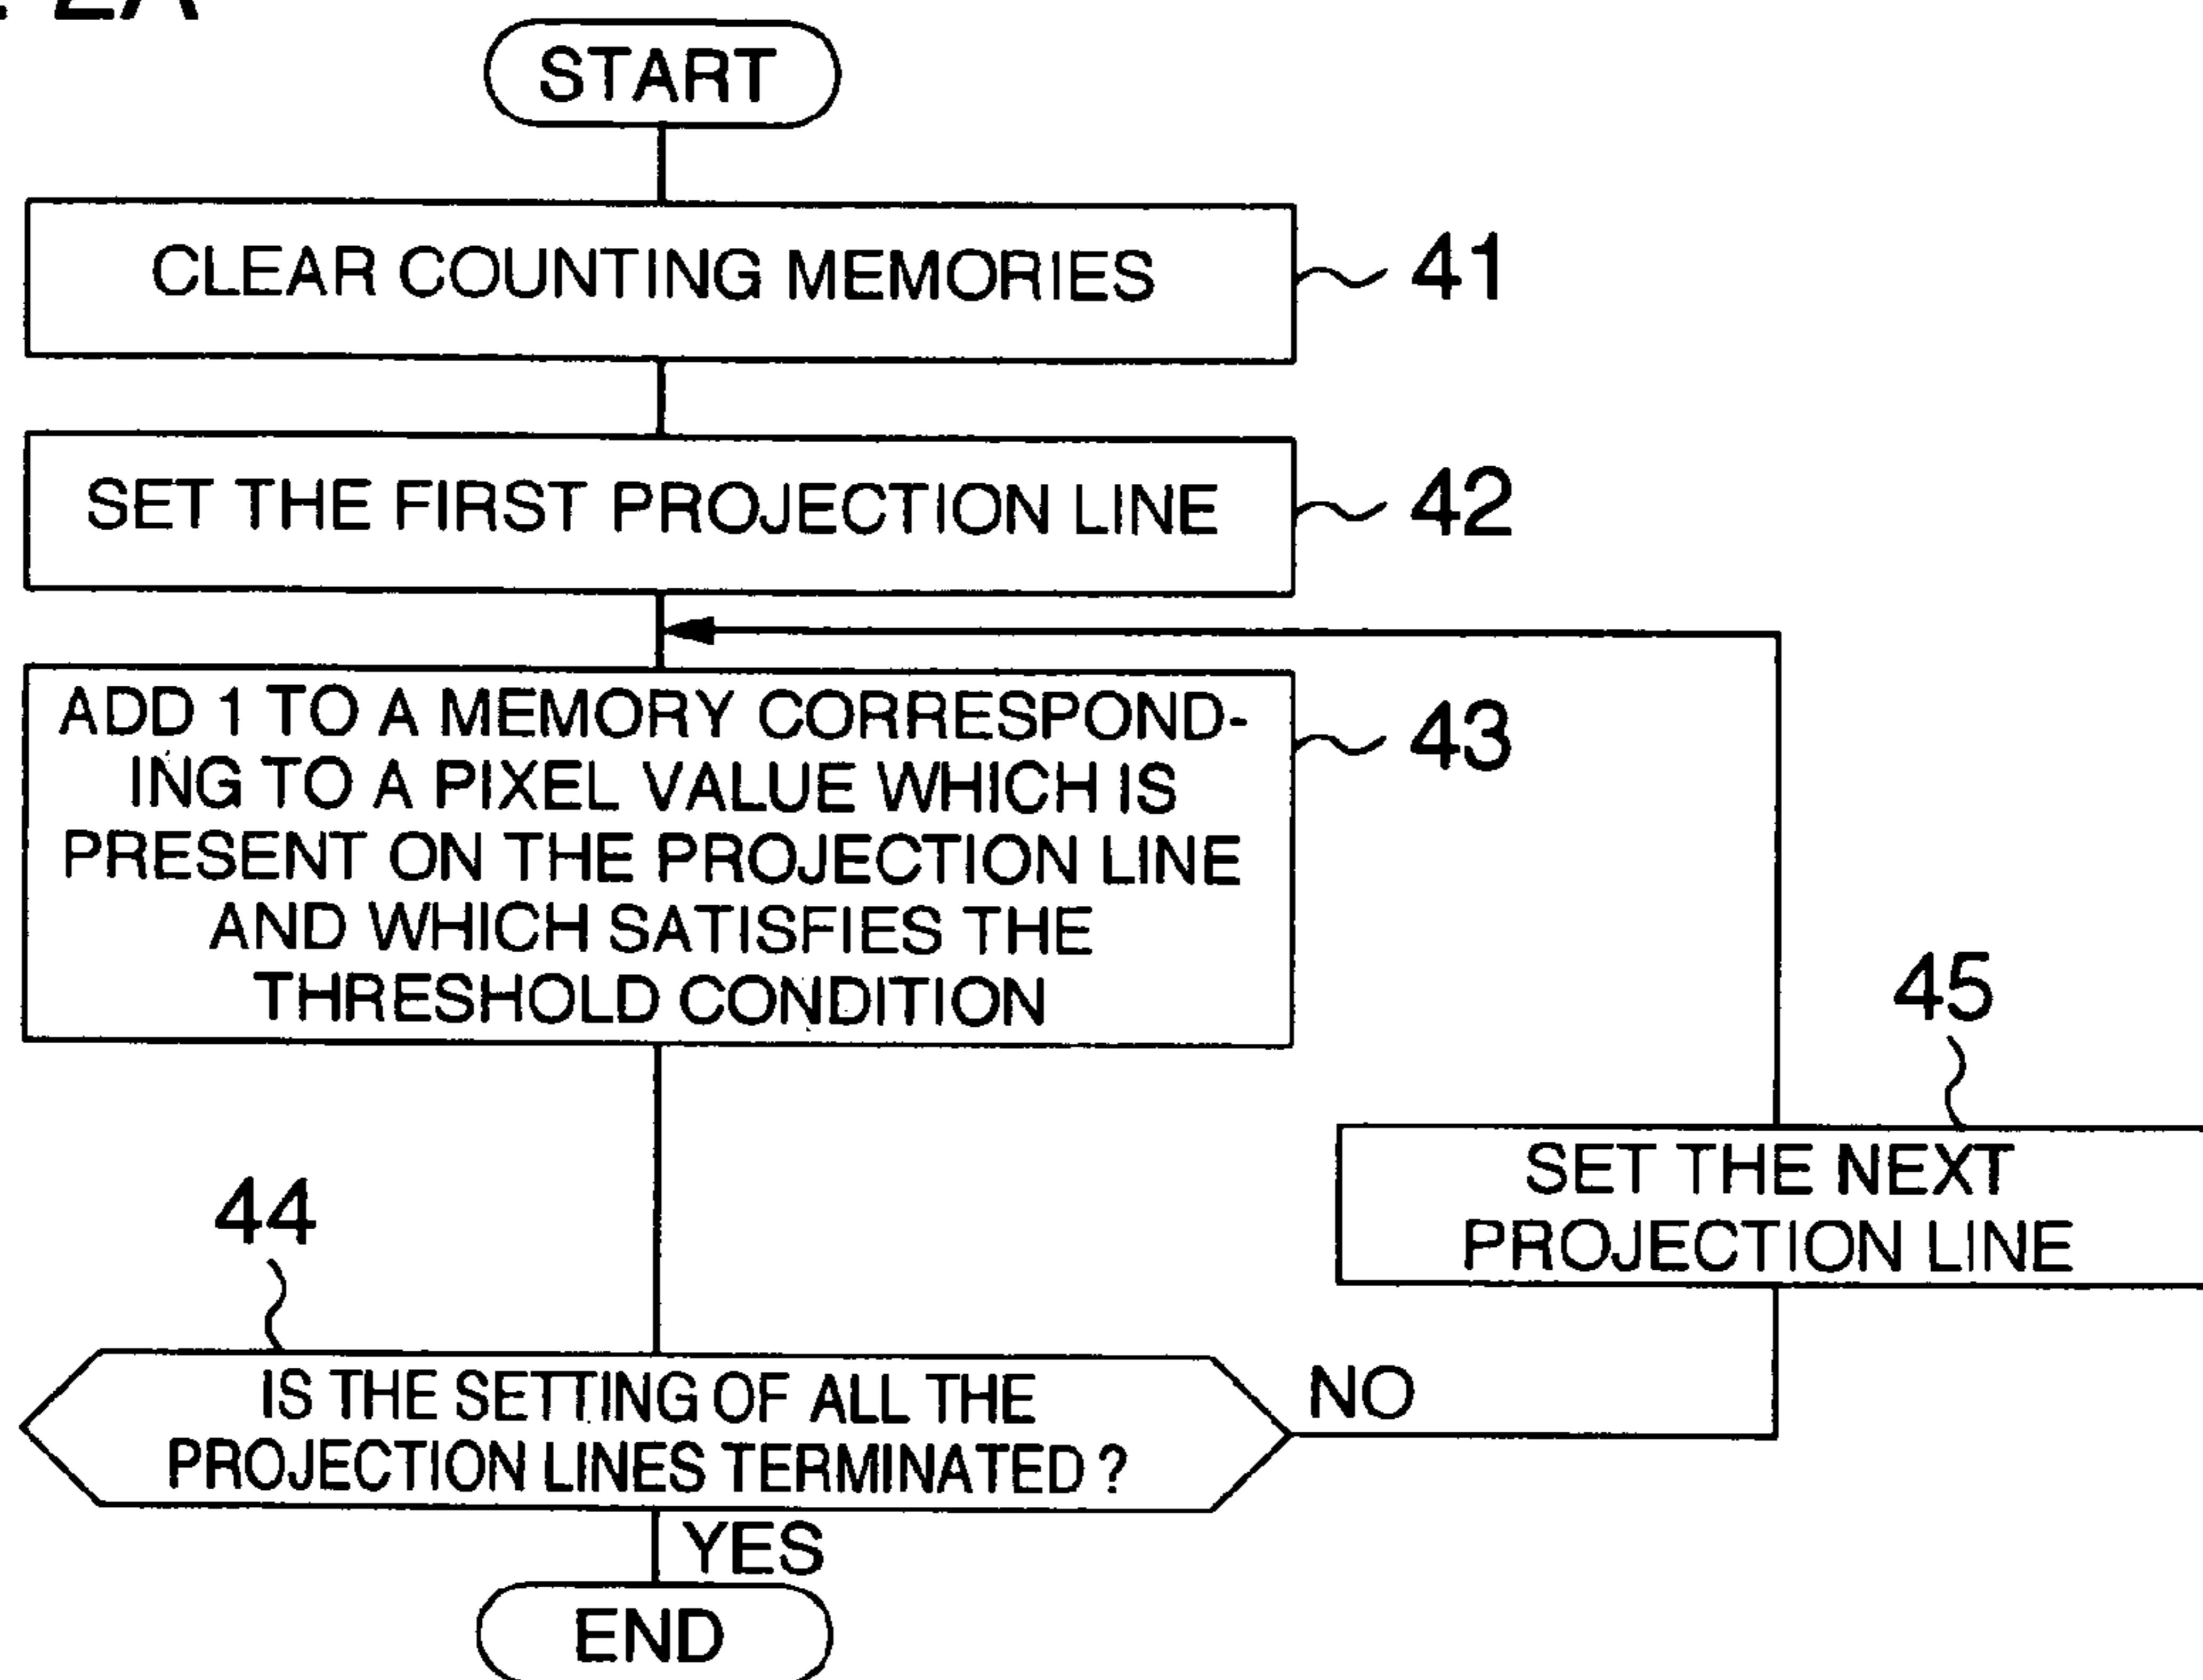 2A
START
CLEAR COUNTING MEMORIES
41
SET THE FIRST PROJECTION LINE
42
ADD 1 TO A MEMORY CORRESPOND-
ING TO A PIXEL VALUE WHICH IS
PRESENT ON THE PROJECTION LINE
AND WHICH SATISFIES THE
THRESHOLD CONDITION
43
45
SET THE NEXT
PROJECTION LINE
44
IS THE SETTING OF ALL THE
PROJECTION LINES TERMINATED ?
NO
YES
END